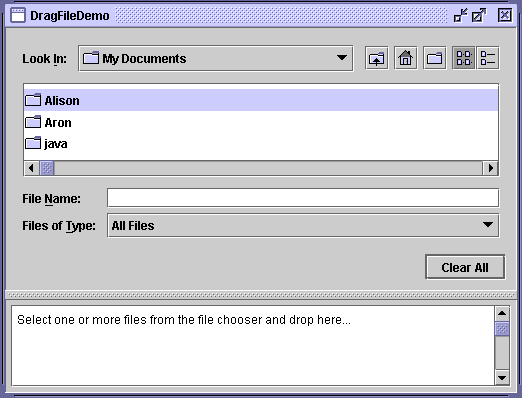 DragFileDemo
Look In: My Documents
Alison
Aron
java
File Name:
Files of Type: All Files
Clear All
Select one or more files from the file chooser and drop here...